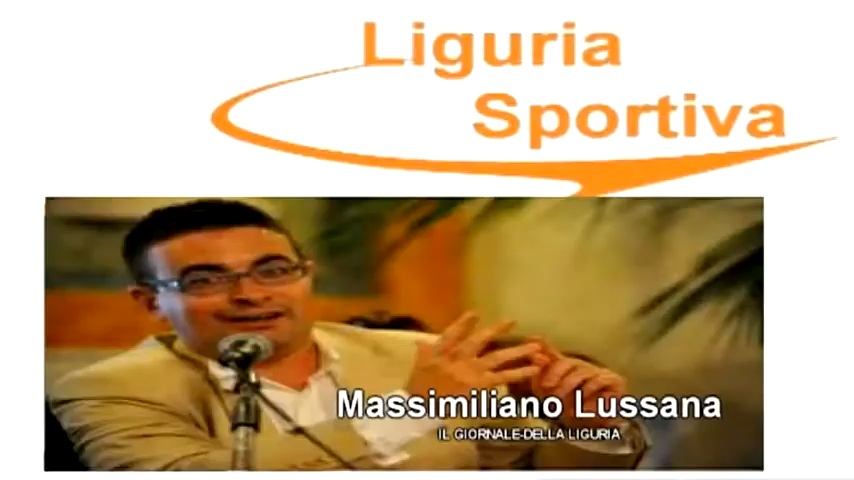 Liguria
Sportiva
Massimiliano Lussana
IL GIORNALE DELLA LIGURIA